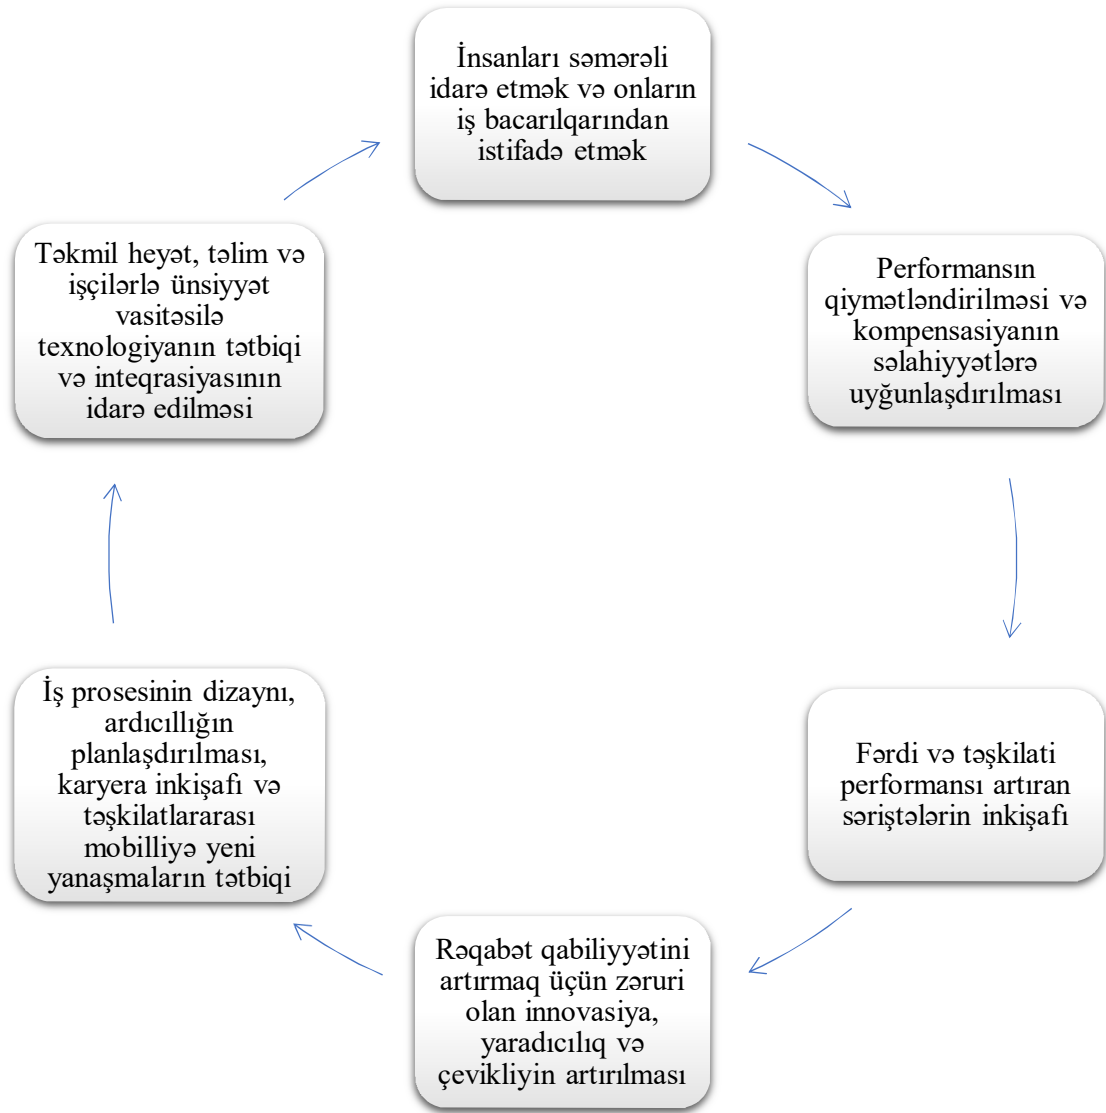 İnsanları səmərəli
idarə etmək və onların
iş bacarılqarından
istifadə etmək
Performansın
qiymətləndirilməsi və
kompensasiyanın
səlahiyyətlərə
uyğunlaşdırılması
Fərdi və təşkilati
performansı artıran
səriştələrin inkişafı
Rəqabət qabiliyyətini
artırmaq üçün zəruri
olan innovasiya,
yaradıcılıq və
çevikliyin artırılması
İş prosesinin dizaynı,
ardıcıllığın
planlaşdırılması,
karyera inkişafı və
təşkilatlararası
mobilliyə yeni
yanaşmaların tətbiqi
Təkmil heyət, təlim və
işçilərlə ünsiyyət
vasitəsilə
texnologiyanın tətbiqi
və inteqrasiyasının
idarə edilməsi